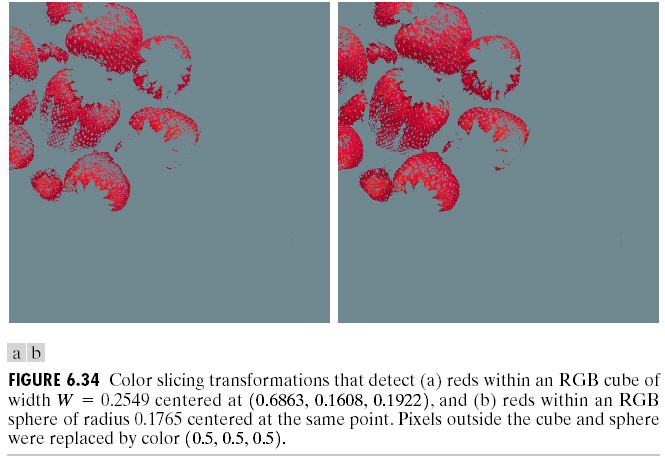 a b
FIGURE 6.34 Color slicing transformations that detect (a) reds within an RGB cube of
width W = 0.2549 centered at (0.6863, 0.1608, 0.1922), and (b) reds within an RGB
sphere of radius 0.1765 centered at the same point. Pixels outside the cube and sphere
were replaced by color (0.5, 0.5, 0.5).